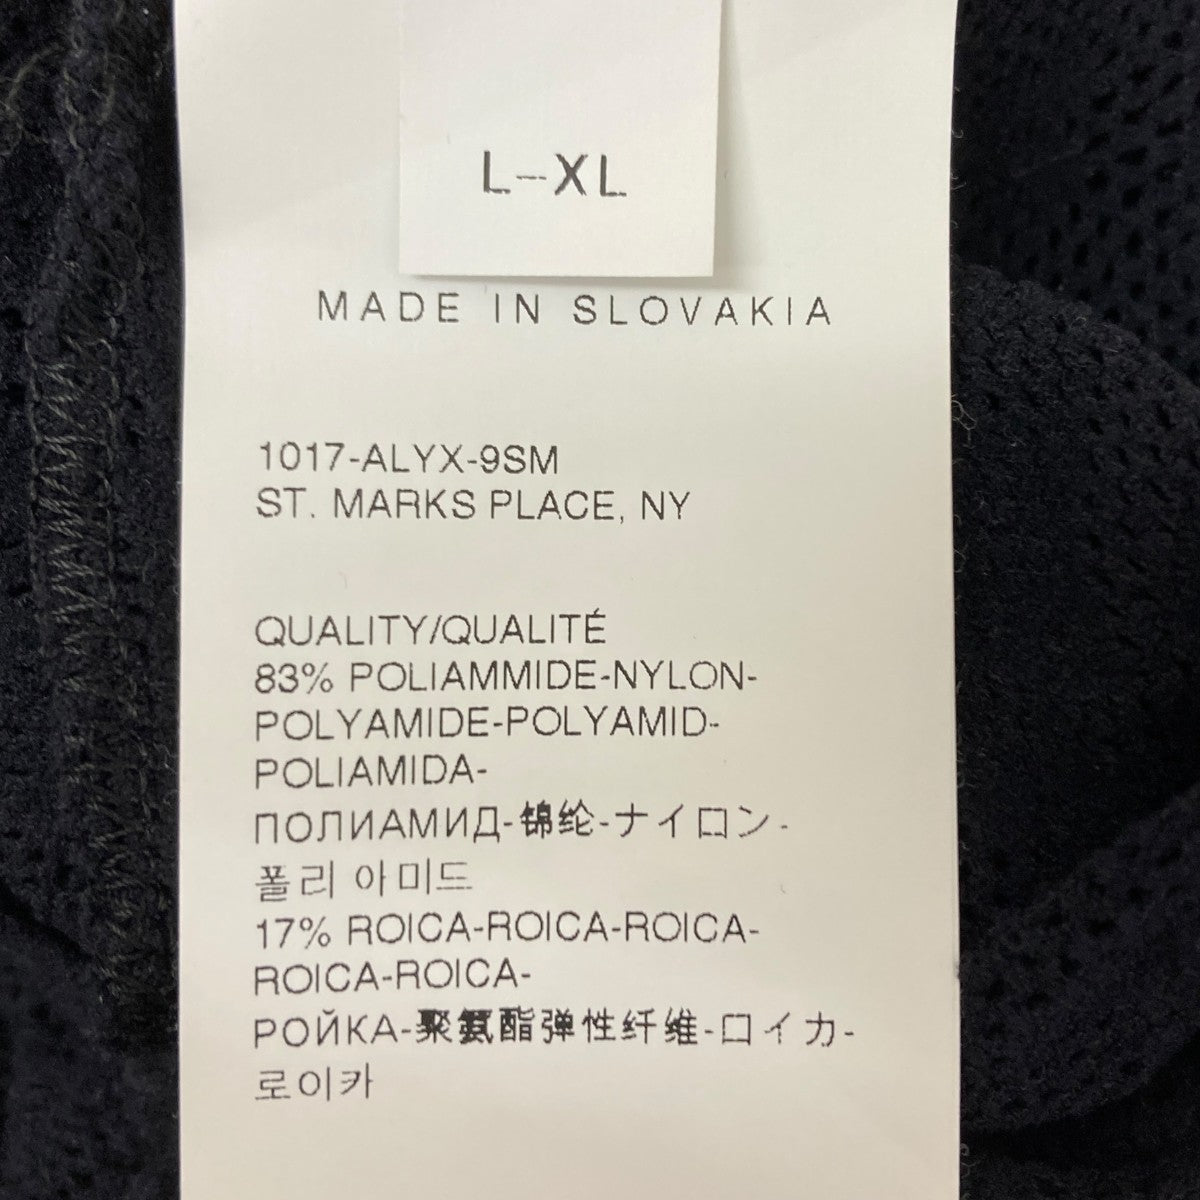 L-XL
MADE IN SLOVAKIA
1017-ALYX-9SM
ST. MARKS PLACE, NY
QUALITY/QUALITÉ
83% POLIAMMIDE-NYLON-
POLYAMIDE-POLYAMID-
POLIAMIDA-
ПОЛИАМИД-锦纶-ナイロン-
폴리 아미드
17% ROICA-ROICA-ROICA-
ROICA-ROICA-
РОЙКА-聚氨酯弹性纤维-ロイカ-
로이카